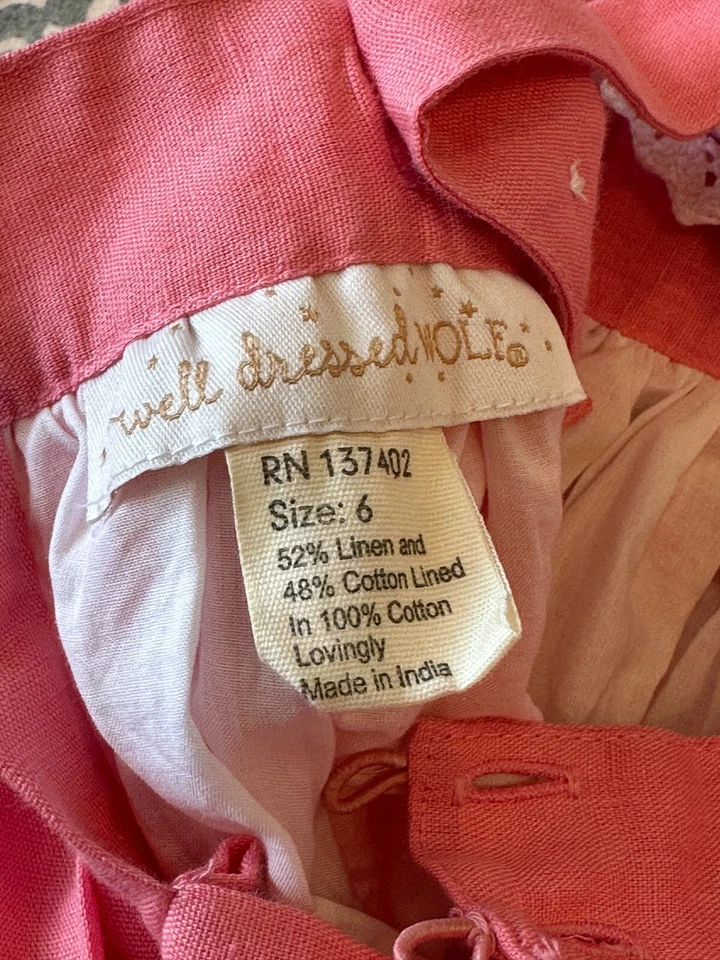 well dressed WOLF®
RN 137402
Size: 6
52% Linen and
48% Cotton Lined
In 100% Cotton
Lovingly
Made in India